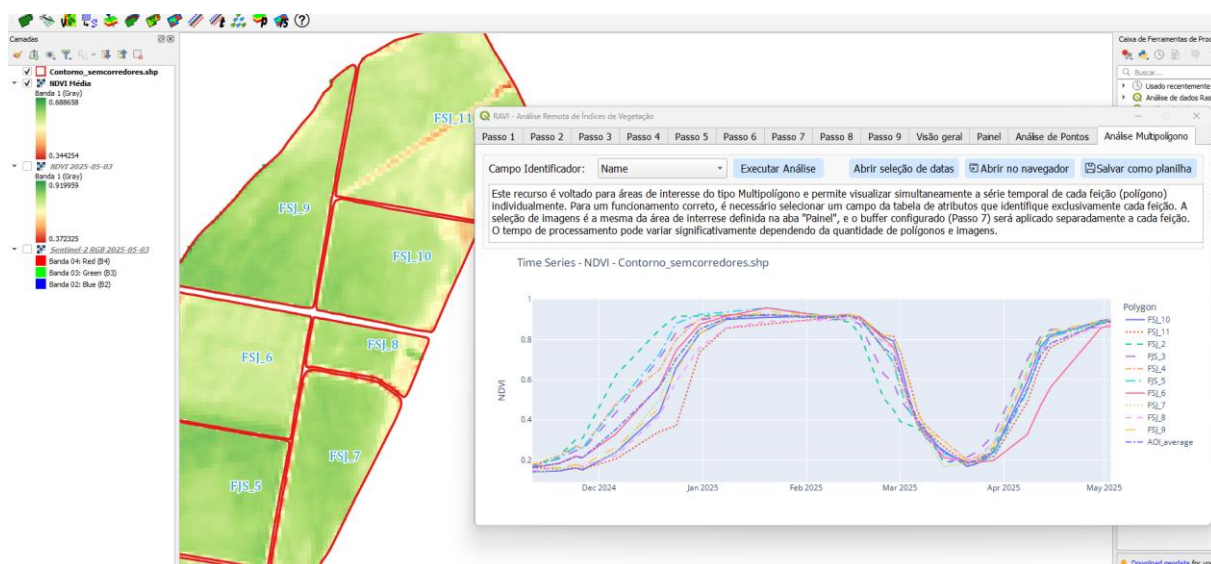 Camadas
Contorno_semcorredores.shp
NDVI Média
Banda 1 (Gray)
0.688658
0.344254
NDVI 2025-05-03
Banda 1 (Gray)
0.919959
0.372325
Sentinel-2 RGB 2025-05-03
Banda 04: Red (B4)
Banda 03: Green (B3)
Banda 02: Blue (B2)
FSJ_11
FSJ_9
FSJ_10
FSJ_6
FSJ_8
FSJ_7
FJS_5
Caixa de Ferramentas de Proc
Buscar...
Usado recentemente
Análise de dados Ras
RAVI - Análise Remota de Índices de Vegetação
Passo 1 Passo 2 Passo 3 Passo 4 Passo 5 Passo 6 Passo 7 Passo 8 Passo 9 Visão geral Painel Análise de Pontos Análise Multipolígono
Campo Identificador: Name Executar Análise Abrir seleção de datas Abrir no navegador Salvar como planilha
Este recurso é voltado para áreas de interesse do tipo Multipolígono e permite visualizar simultaneamente a série temporal de cada feição (polígono)
individualmente. Para um funcionamento correto, é necessário selecionar um campo da tabela de atributos que identifique exclusivamente cada feição. A
seleção de imagens é a mesma da área de interrese definida na aba "Painel", e o buffer configurado (Passo 7) será aplicado separadamente a cada feição.
O tempo de processamento pode variar significativamente dependendo da quantidade de polígonos e imagens.
Time Series - NDVI - Contorno_semcorredores.shp
1
0.8
0.6
0.4
0.2
NDVI
Dec 2024 Jan 2025 Feb 2025 Mar 2025 Apr 2025 May 2025
Polygon
FSJ_10
FSJ_11
FSJ_2
FJS_3
FSJ_4
FJS_5
FSJ_6
FSJ_7
FSJ_8
FSJ_9
AOI_average
Download geodata for you